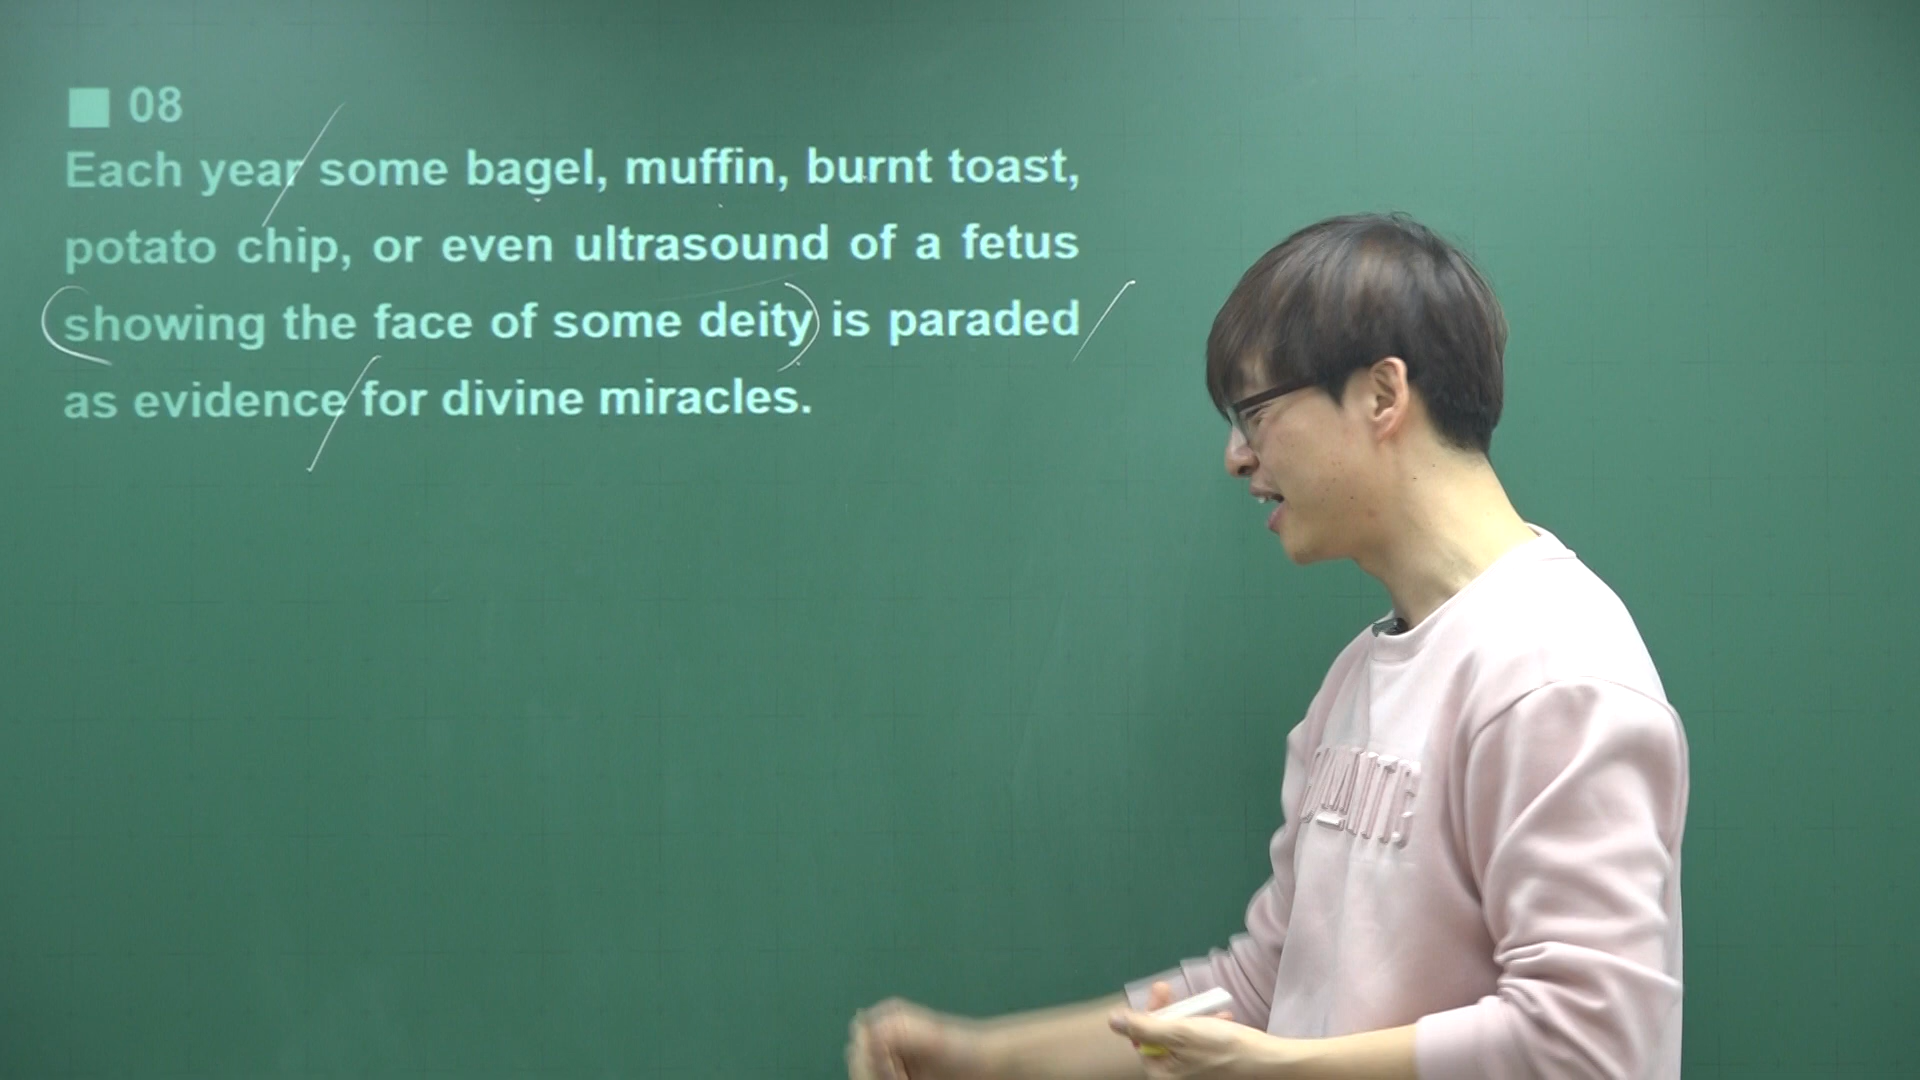 ■ 08
Each year some bagel, muffin, burnt toast,
potato chip, or even ultrasound of a fetus
showing the face of some deity is paraded
as evidence for divine miracles.